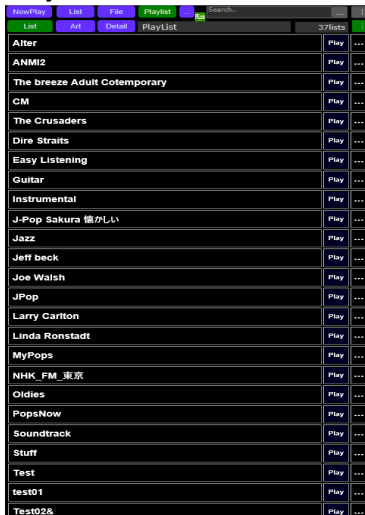 NowPlay List File Playlist ... Run Search.. ...
List Art Detail PlayList 37lists
Alter Play ...
ANMI2 Play ...
The breeze Adult Cotemporary Play ...
CM Play ...
The Crusaders Play ...
Dire Straits Play ...
Easy Listening Play ...
Guitar Play ...
Instrumental Play ...
J-Pop Sakura 懐かしい Play ...
Jazz Play ...
Jeff beck Play ...
Joe Walsh Play ...
JPop Play ...
Larry Carlton Play ...
Linda Ronstadt Play ...
MyPops Play ...
NHK_FM_東京 Play ...
Oldies Play ...
PopsNow Play ...
Soundtrack Play ...
Stuff Play ...
Test Play ...
test01 Play ...
Test02& Play ...